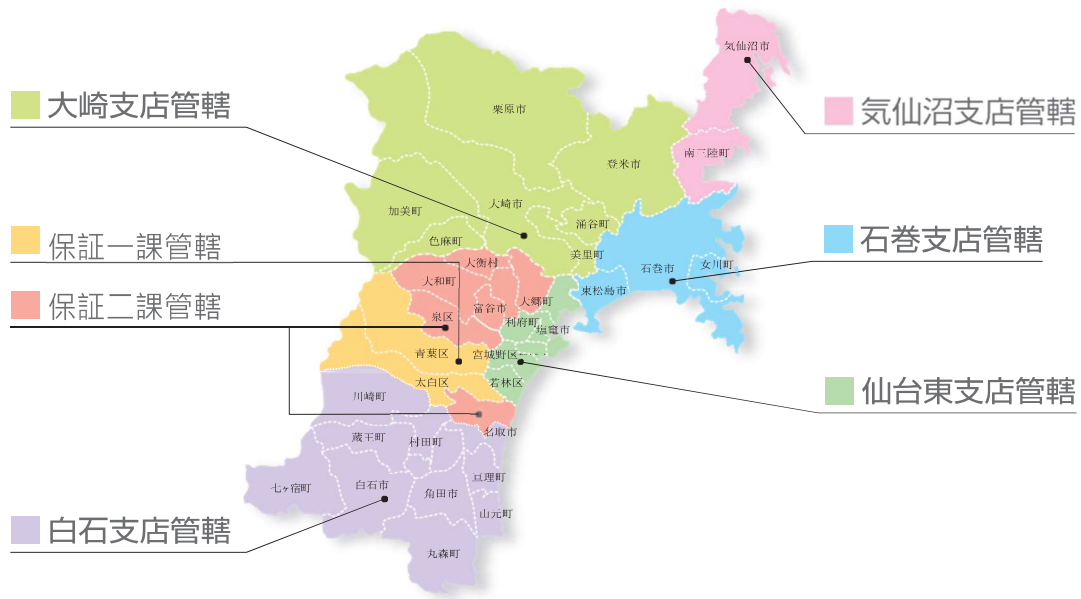 気仙沼市
大崎支店管轄
栗原市
気仙沼支店管轄
南三陸町
登米市
加美町
大崎市
涌谷町
保証一課管轄
色麻町
石巻支店管轄
美里町
大衡村
石巻市
女川町
大和町
東松島市
保証二課管轄
大郷町
富谷市
泉区
利府町
塩竈市
青葉区
宮城野区
太白区
若林区
仙台東支店管轄
川崎町
名取市
蔵王町
村田町
亘理町
白石市
七ヶ宿町
角田市
山元町
白石支店管轄
丸森町